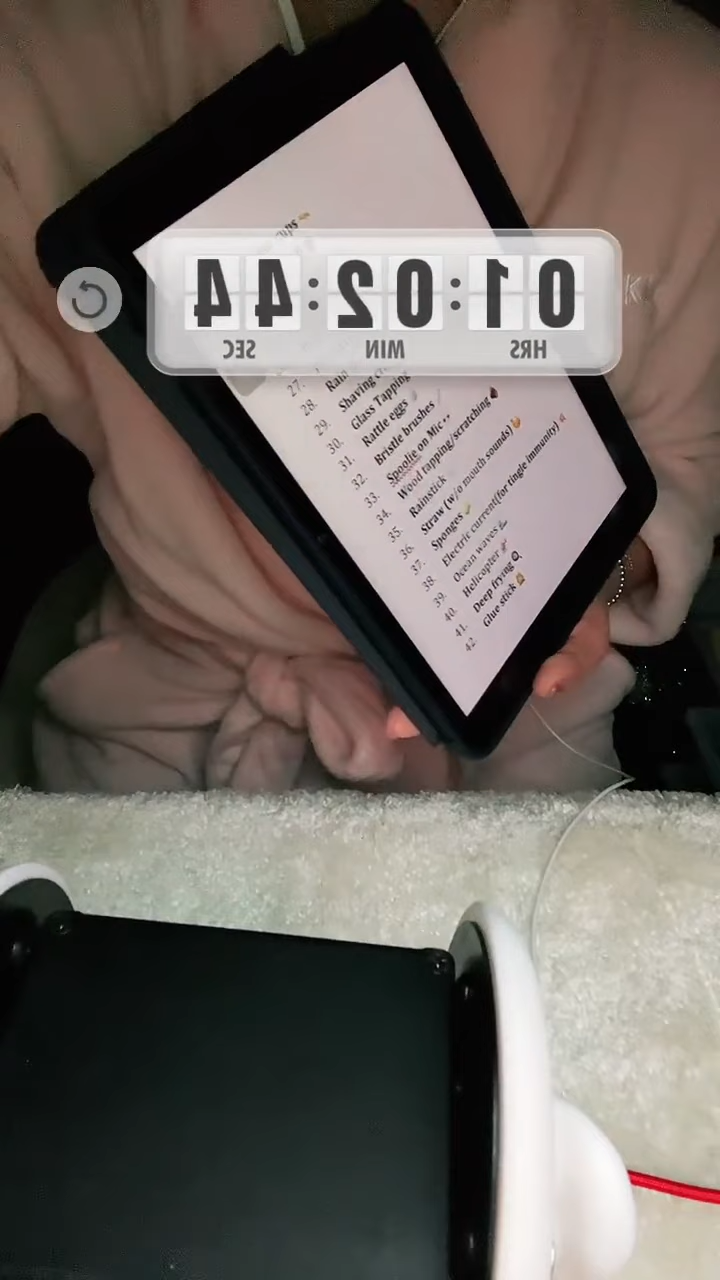 01:02:44
HRS MIN SEC
27.
28. Rain
29. Shaving
30. Glass Tapping
31. Rattle eggs
32. Bristle brushes
33. Spoolie on Mic
34. Wood tapping/scratching
35. Rainstick
36. Straw (w/o mouth sounds)
37. Sponges
38. Electric current(for tingle immunity)
39. Ocean waves
40. Helicopter
41. Deep frying
42. Glue stick